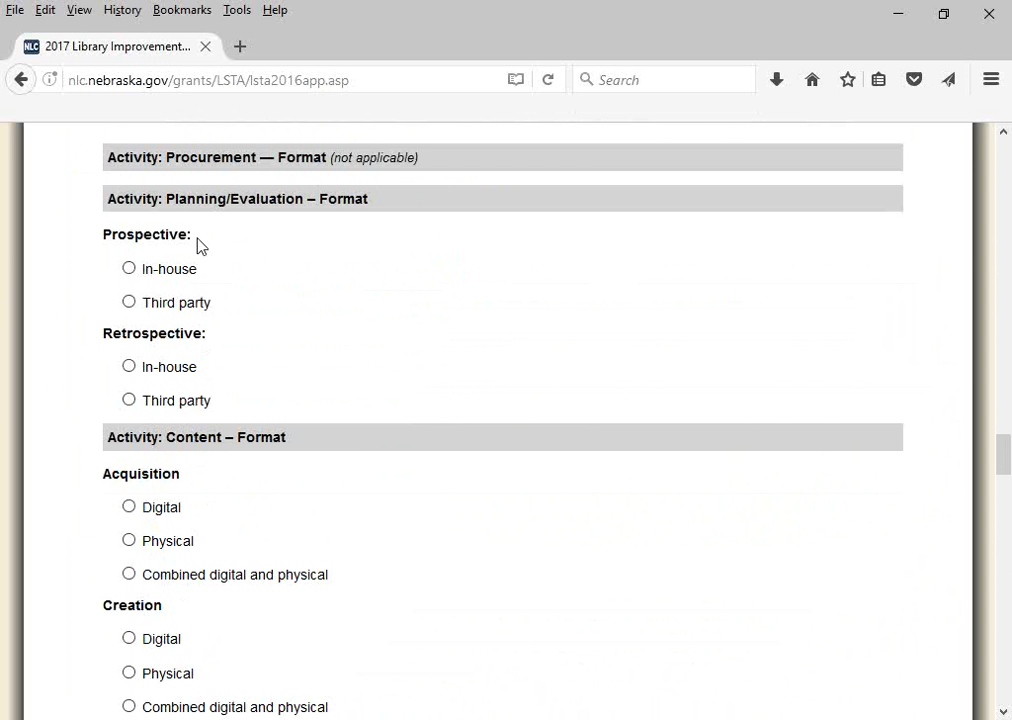 File Edit View History Bookmarks Tools Help
NLC 2017 Library Improvement...
nlc.nebraska.gov/grants/LSTA/lsta2016app.asp Search
Activity: Procurement — Format (not applicable)
Activity: Planning/Evaluation – Format
Prospective:
In-house
Third party
Retrospective:
In-house
Third party
Activity: Content – Format
Acquisition
Digital
Physical
Combined digital and physical
Creation
Digital
Physical
Combined digital and physical